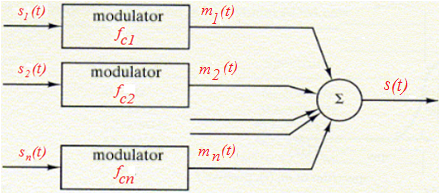 s1(t) modulator fc1 m1(t)
s2(t) modulator fc2 m2(t)
Σ s(t)
sn(t) modulator fcn mn(t)